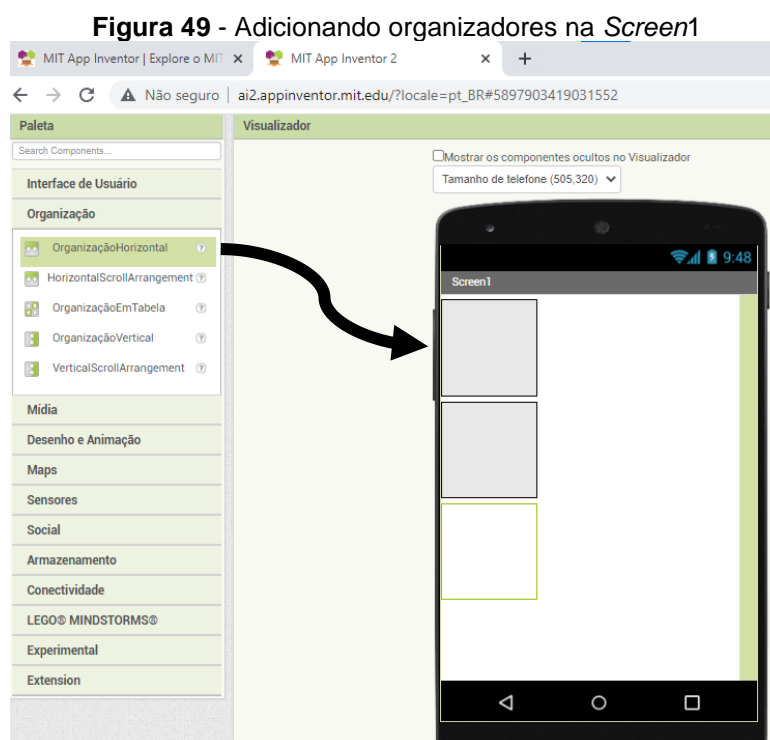 Figura 49 - Adicionando organizadores na Screen1
MIT App Inventor | Explore o MIT
MIT App Inventor 2
Não seguro | ai2.appinventor.mit.edu/?locale=pt_BR#5897903419031552
Paleta
Visualizador
Search Components...
Mostrar os componentes ocultos no Visualizador
Tamanho de telefone (505,320)
Interface de Usuário
Organização
OrganizaçãoHorizontal ?
HorizontalScrollArrangement ?
OrganizaçãoEmTabela ?
OrganizaçãoVertical ?
VerticalScrollArrangement ?
Mídia
Desenho e Animação
Maps
Sensores
Social
Armazenamento
Conectividade
LEGO® MINDSTORMS®
Experimental
Extension
9:48
Screen1